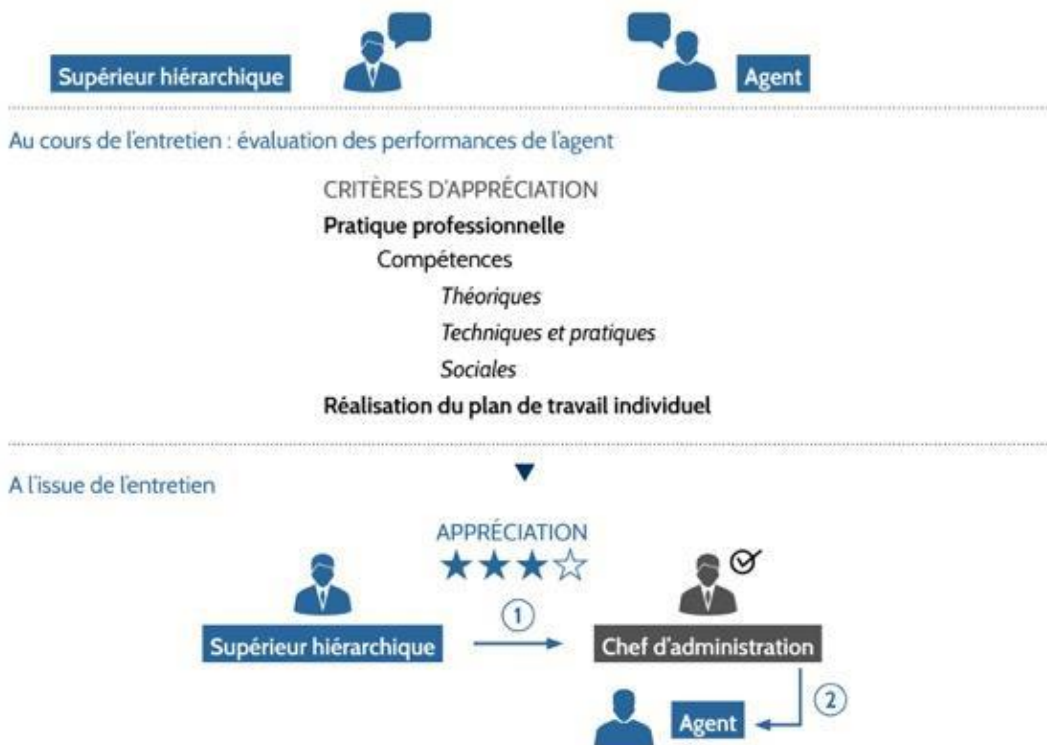 Supérieur hiérarchique
Agent
Au cours de l'entretien : évaluation des performances de l'agent
CRITÈRES D'APPRÉCIATION
Pratique professionnelle
Compétences
Théoriques
Techniques et pratiques
Sociales
Réalisation du plan de travail individuel
A l'issue de l'entretien
APPRÉCIATION
1
Supérieur hiérarchique
Chef d'administration
2
Agent